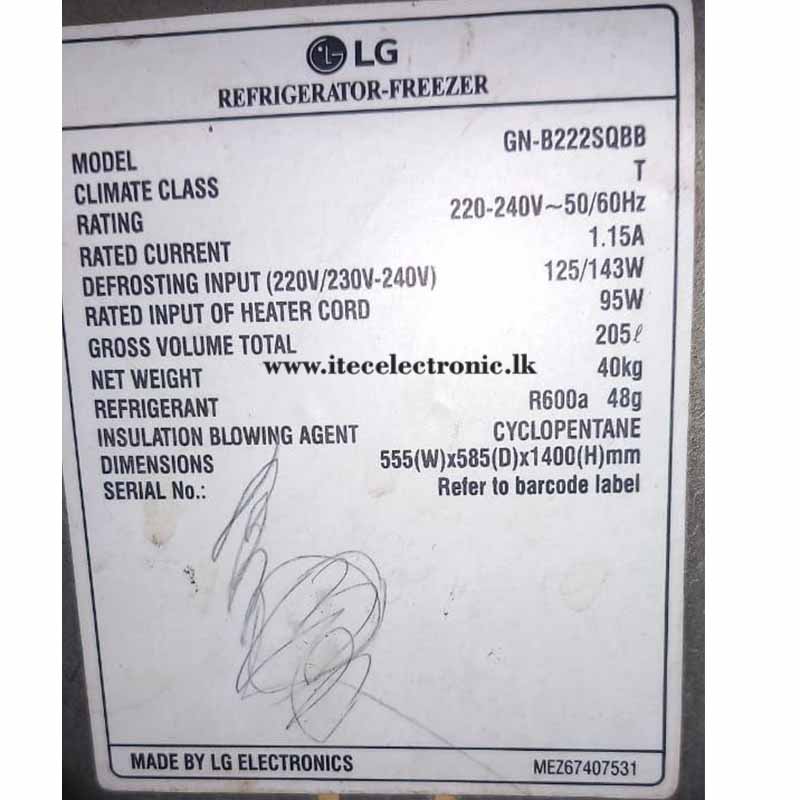 LG
REFRIGERATOR-FREEZER
MODEL GN-B222SQBB
CLIMATE CLASS T
RATING 220-240V~50/60Hz
RATED CURRENT 1.15A
DEFROSTING INPUT (220V/230V-240V) 125/143W
RATED INPUT OF HEATER CORD 95W
GROSS VOLUME TOTAL 205ℓ
www.itecelectronic.lk
NET WEIGHT 40kg
REFRIGERANT R600a 48g
INSULATION BLOWING AGENT CYCLOPENTANE
DIMENSIONS 555(W)x585(D)x1400(H)mm
SERIAL No.: Refer to barcode label
MADE BY LG ELECTRONICS MEZ67407531